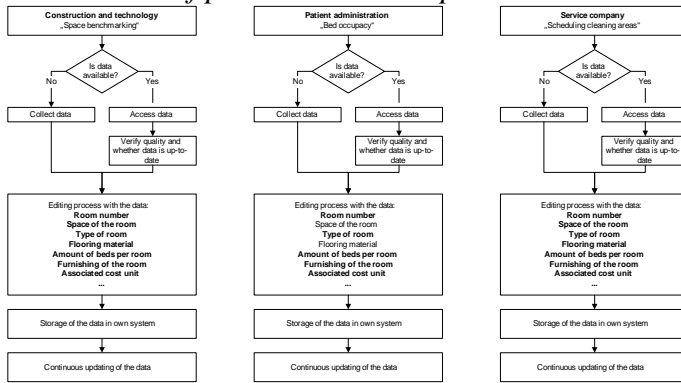 Construction and technology
„Space benchmarking“
Is data
available?
No
Yes
Collect data
Access data
Verify quality and
whether data is up-to-
date
Editing process with the data:
Room number
Space of the room
Type of room
Flooring material
Amount of beds per room
Furnishing of the room
Associated cost unit
...
Storage of the data in own system
Continuous updating of the data
Patient administration
„Bed occupacy“
Is data
available?
No
Yes
Collect data
Access data
Verify quality and
whether data is up-to-
date
Editing process with the data:
Room number
Space of the room
Type of room
Flooring material
Amount of beds per room
Furnishing of the room
Associated cost unit
...
Storage of the data in own system
Continuous updating of the data
Service company
„Scheduling cleaning areas“
Is data
available?
No
Yes
Collect data
Access data
Verify quality and
whether data is up-to-
date
Editing process with the data:
Room number
Space of the room
Type of room
Flooring material
Amount of beds per room
Furnishing of the room
Associated cost unit
...
Storage of the data in own system
Continuous updating of the data